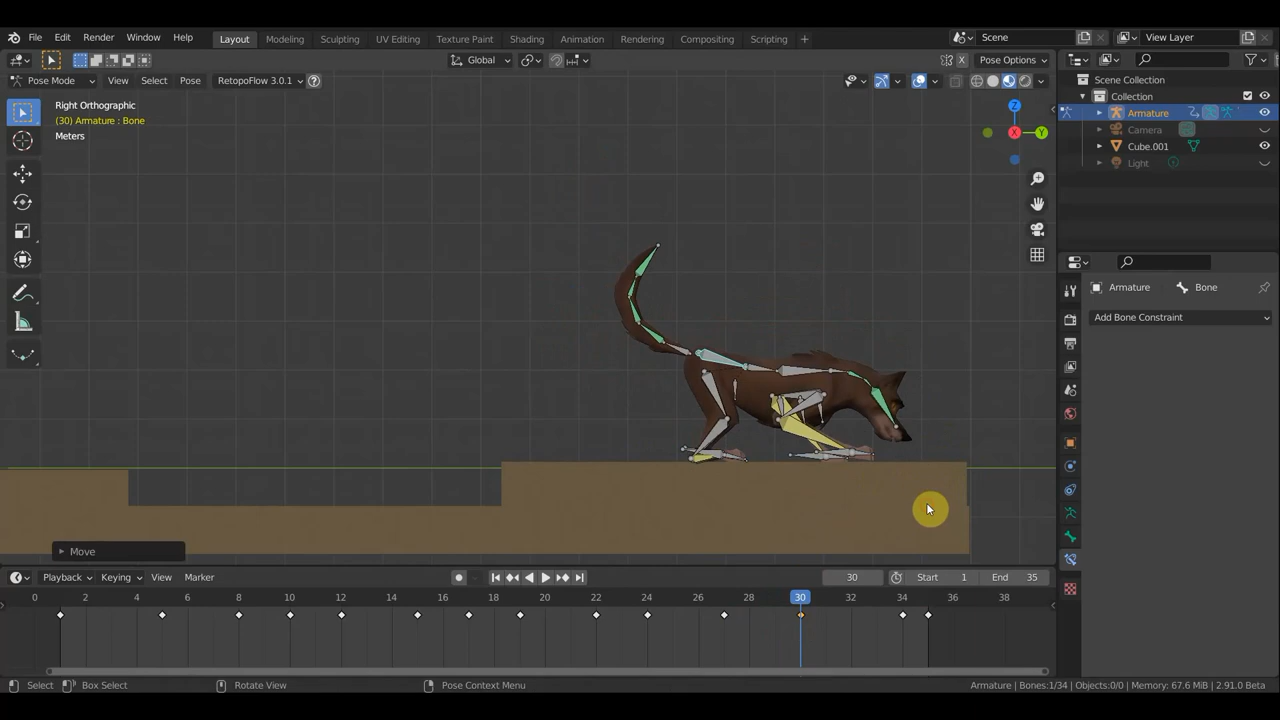 File Edit Render Window Help Layout Modeling Sculpting UV Editing Texture Paint Shading Animation Rendering Compositing Scripting + Scene View Layer
Global Pose Options
Pose Mode View Select Pose RetopoFlow 3.0.1 Scene Collection
Right Orthographic
(30) Armature : Bone
Meters
Z
X
Y
Collection
Armature
Camera
Cube.001
Light
Armature Bone
Add Bone Constraint
Move
Playback Keying View Marker 30 Start 1 End 35
0 2 4 6 8 10 12 14 16 18 20 22 24 26 28 30 32 34 36 38
Select Box Select Rotate View Pose Context Menu Armature | Bones:1/34 | Objects:0/0 | Memory: 67.6 MiB | 2.91.0 Beta